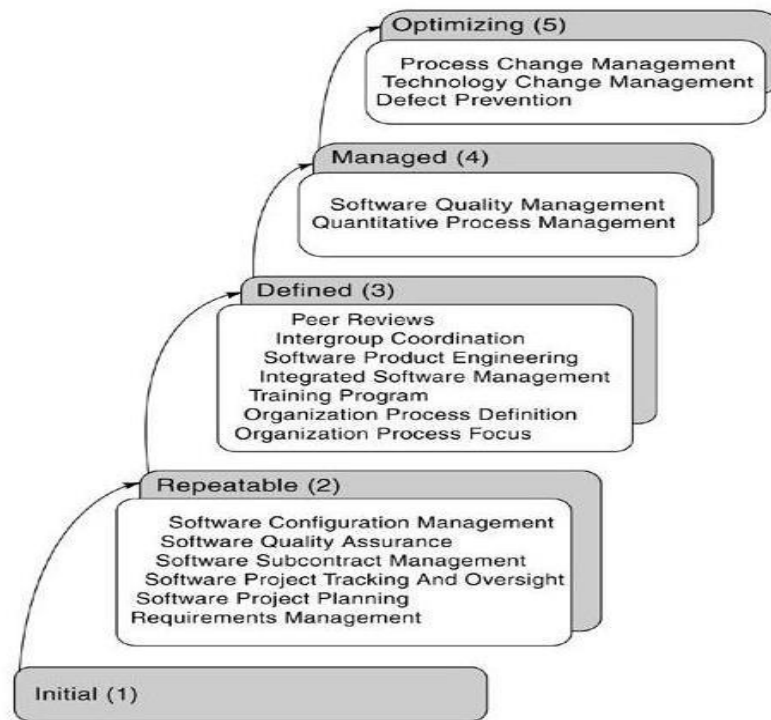 Optimizing (5)
Process Change Management
Technology Change Management
Defect Prevention
Managed (4)
Software Quality Management
Quantitative Process Management
Defined (3)
Peer Reviews
Intergroup Coordination
Software Product Engineering
Integrated Software Management
Training Program
Organization Process Definition
Organization Process Focus
Repeatable (2)
Software Configuration Management
Software Quality Assurance
Software Subcontract Management
Software Project Tracking And Oversight
Software Project Planning
Requirements Management
Initial (1)